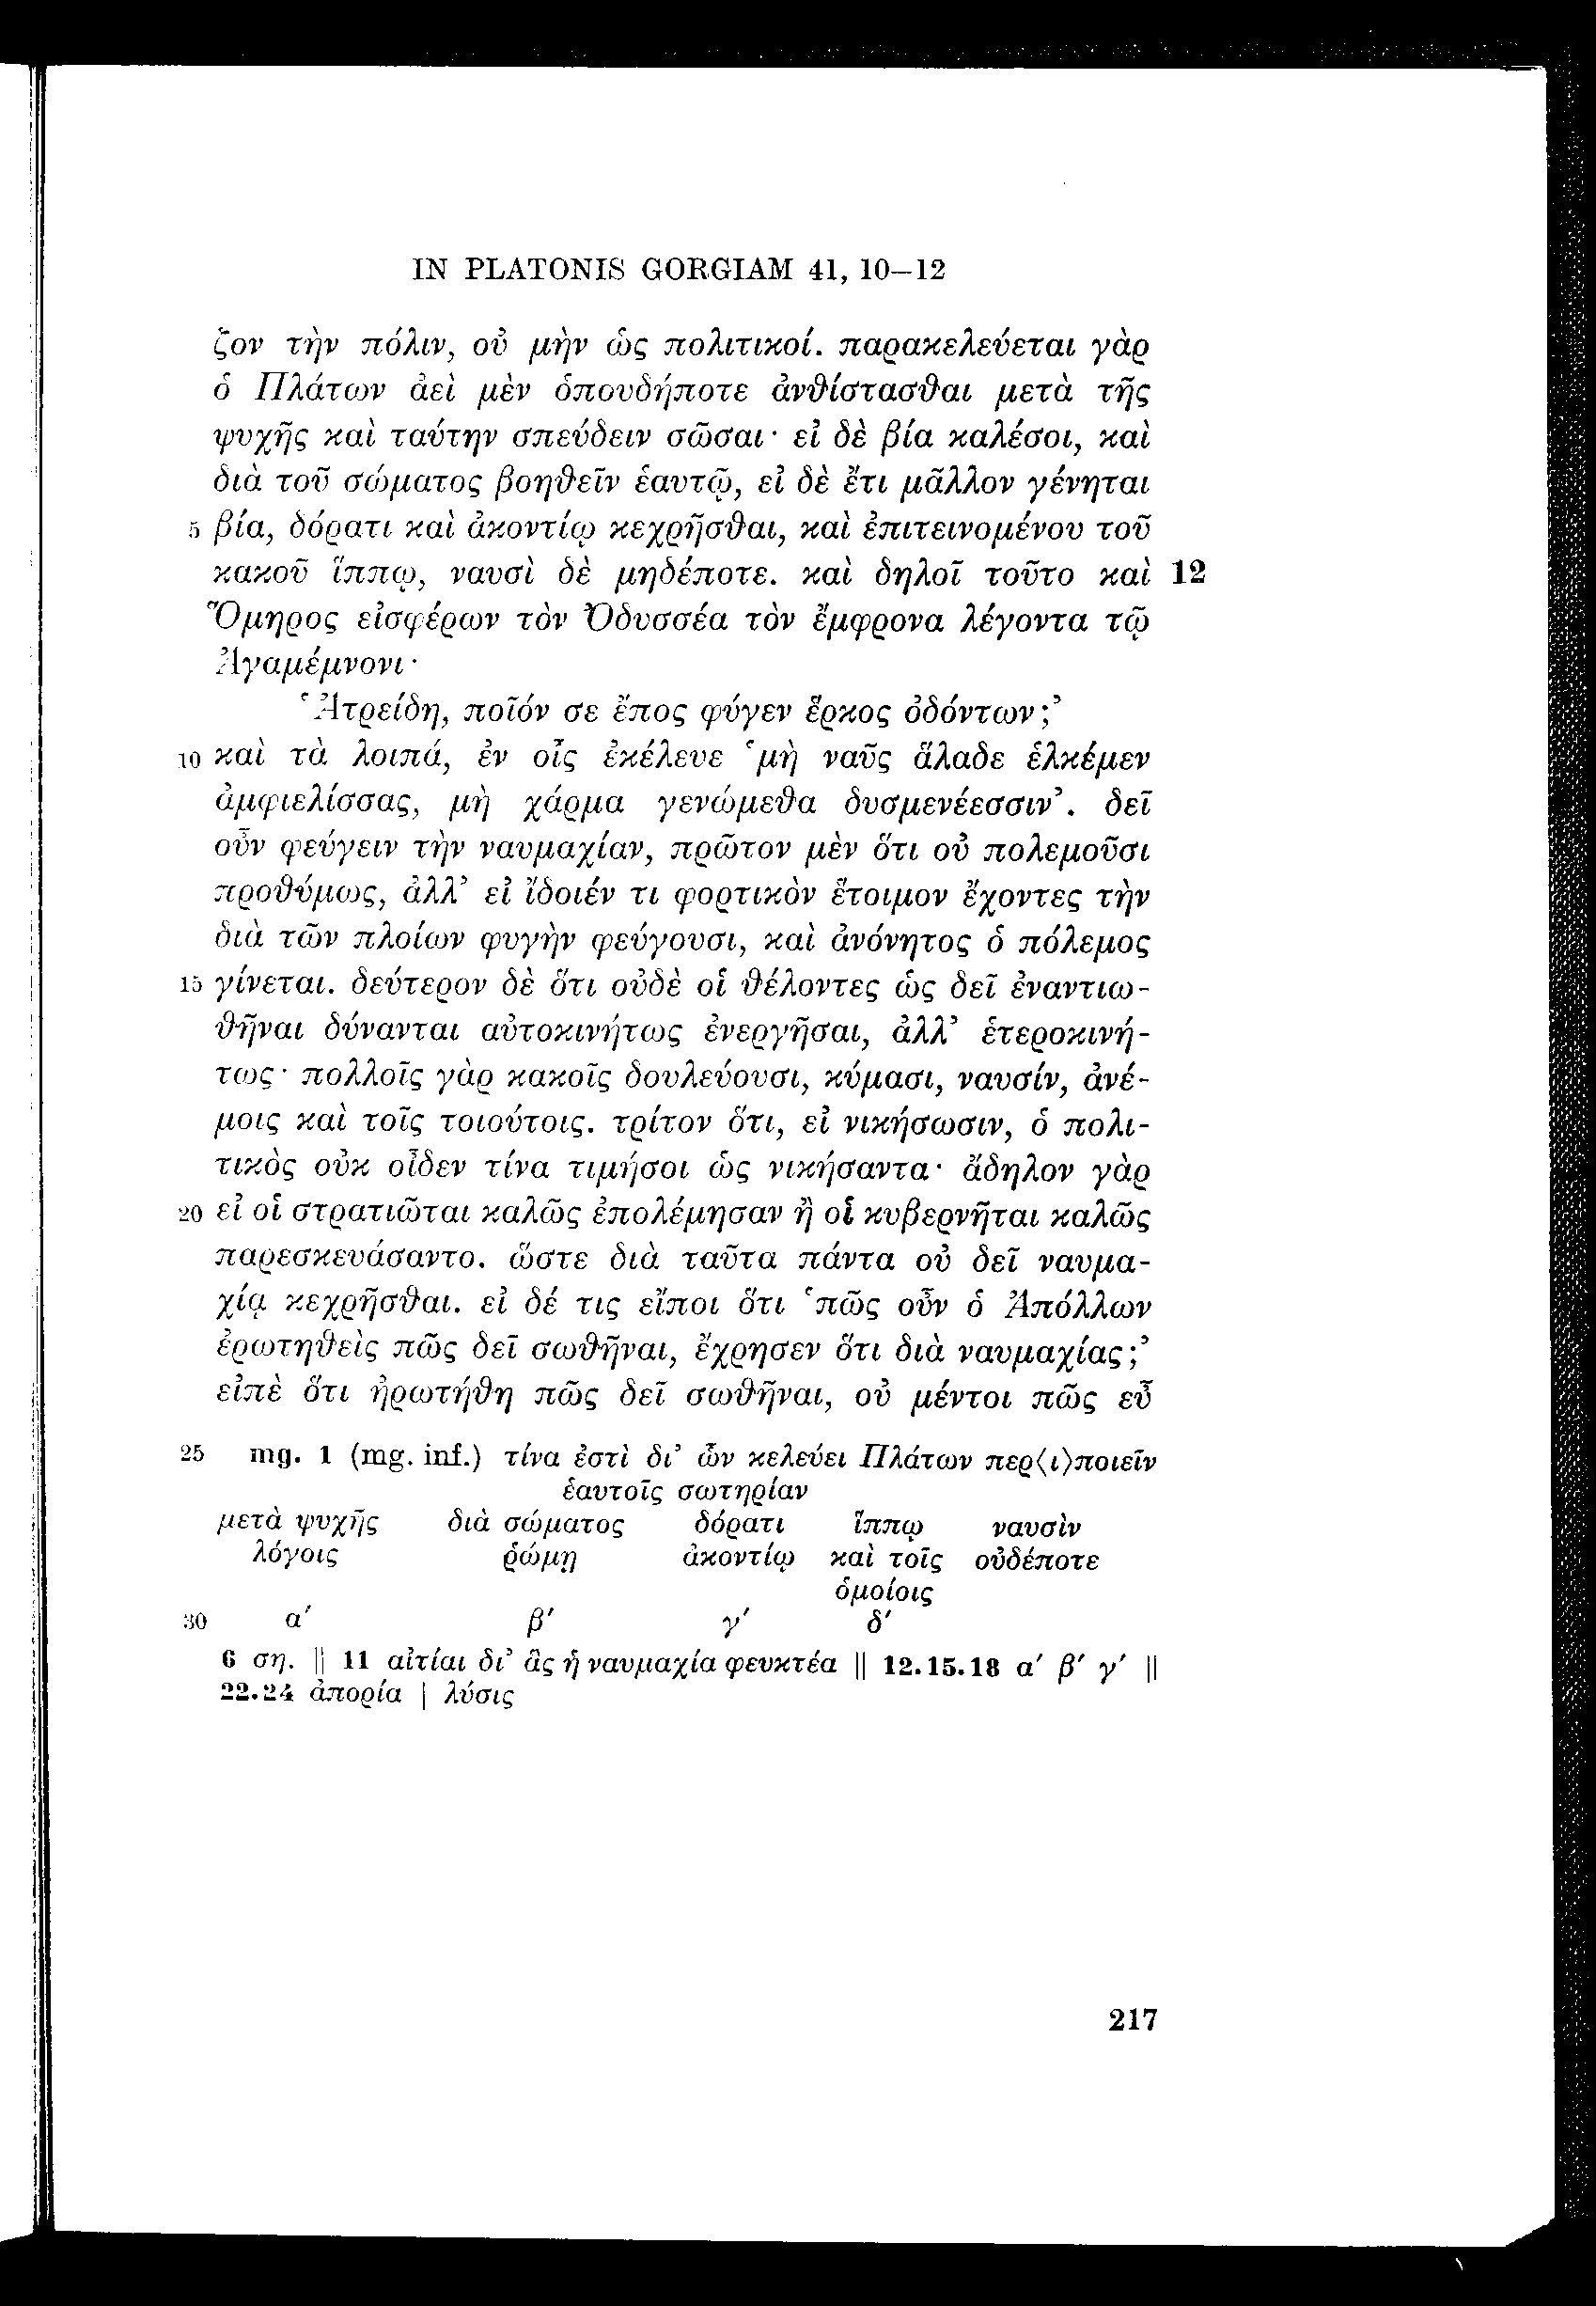 IN PLATONIS GORGIAM 41, 10–12
ζον τὴν πόλιν, οὐ μὴν ὡς πολιτικοί. παρακελεύεται γὰρ
ὁ Πλάτων ἀεὶ μὲν ὁπουδήποτε ἀνθίστασθαι μετὰ τῆς
ψυχῆς καὶ ταύτην σπεύδειν σῶσαι· εἰ δὲ βία καλέσοι, καὶ
διὰ τοῦ σώματος βοηθεῖν ἑαυτῷ, εἰ δὲ ἔτι μᾶλλον γένηται
5 βία, δόρατι καὶ ἀκοντίῳ κεχρῆσθαι, καὶ ἐπιτεινομένου τοῦ
κακοῦ ἵππῳ, ναυσὶ δὲ μηδέποτε. καὶ δηλοῖ τοῦτο καὶ 12
Ὅμηρος εἰσφέρων τὸν Ὀδυσσέα τὸν ἔμφρονα λέγοντα τῷ
Ἀγαμέμνονι·
‘Ἀτρείδη, ποῖόν σε ἔπος φύγεν ἕρκος ὀδόντων;’
10 καὶ τὰ λοιπά, ἐν οἷς ἐκέλευε ‘μὴ ναῦς ἅλαδε ἑλκέμεν
ἀμφιελίσσας, μὴ χάρμα γενώμεθα δυσμενέεσσιν’. δεῖ
οὖν φεύγειν τὴν ναυμαχίαν, πρῶτον μὲν ὅτι οὐ πολεμοῦσι
προθύμως, ἀλλ’ εἰ ἴδοιέν τι φορτικὸν ἕτοιμον ἔχοντες τὴν
διὰ τῶν πλοίων φυγὴν φεύγουσι, καὶ ἀνόνητος ὁ πόλεμος
15 γίνεται. δεύτερον δὲ ὅτι οὐδὲ οἱ θέλοντες ὡς δεῖ ἐναντιω-
θῆναι δύνανται αὐτοκινήτως ἐνεργῆσαι, ἀλλ’ ἑτεροκινή-
τως· πολλοῖς γὰρ κακοῖς δουλεύουσι, κύμασι, ναυσίν, ἀνέ-
μοις καὶ τοῖς τοιούτοις. τρίτον ὅτι, εἰ νικήσωσιν, ὁ πολι-
τικὸς οὐκ οἶδεν τίνα τιμήσοι ὡς νικήσαντα· ἄδηλον γὰρ
20 εἰ οἱ στρατιῶται καλῶς ἐπολέμησαν ἢ οἱ κυβερνῆται καλῶς
παρεσκευάσαντο. ὥστε διὰ ταῦτα πάντα οὐ δεῖ ναυμα-
χίᾳ κεχρῆσθαι. εἰ δέ τις εἴποι ὅτι ‘πῶς οὖν ὁ Ἀπόλλων
ἐρωτηθεὶς πῶς δεῖ σωθῆναι, ἔχρησεν ὅτι διὰ ναυμαχίας;’
εἰπὲ ὅτι ἠρωτήθη πῶς δεῖ σωθῆναι, οὐ μέντοι πῶς εὖ
25 mg. 1 (mg. inf.) τίνα ἐστὶ δι’ ὧν κελεύει Πλάτων περ⟨ι⟩ποιεῖν
ἑαυτοῖς σωτηρίαν
μετὰ ψυχῆς διὰ σώματος δόρατι ἵππῳ ναυσὶν
λόγοις ῥώμῃ ἀκοντίῳ καὶ τοῖς οὐδέποτε
ὁμοίοις
30 α′ β′ γ′ δ′
6 ση. || 11 αἰτίαι δι’ ἃς ἡ ναυμαχία φευκτέα || 12.15.18 α′ β′ γ′ ||
22.24 ἀπορία | λύσις
217